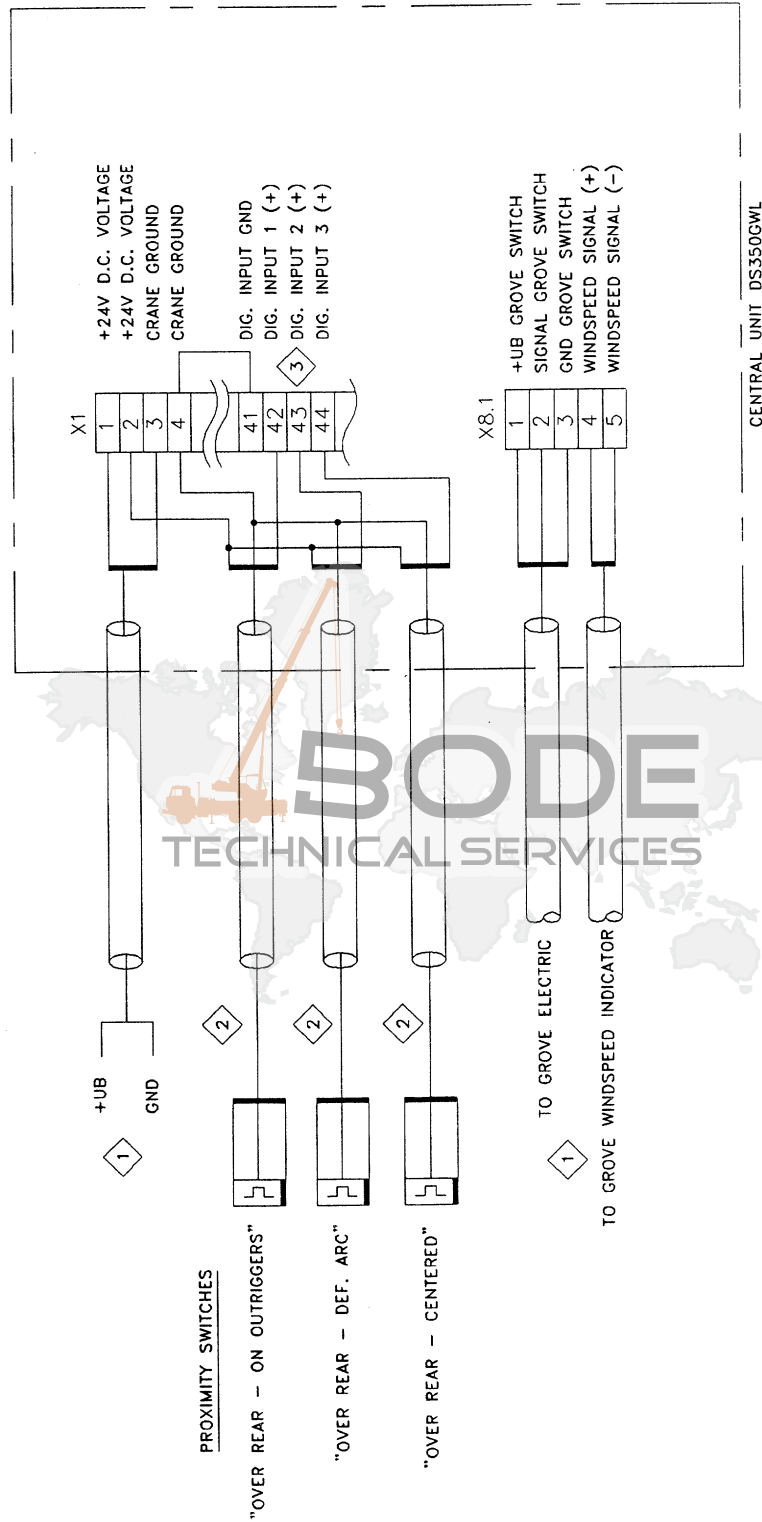 X1
1
2
3
4
41
42
43
44
+24V D.C. VOLTAGE
+24V D.C. VOLTAGE
CRANE GROUND
CRANE GROUND
DIG. INPUT GND
DIG. INPUT 1 (+)
DIG. INPUT 2 (+)
DIG. INPUT 3 (+)
3
X8.1
1
2
3
4
5
+UB GROVE SWITCH
SIGNAL GROVE SWITCH
GND GROVE SWITCH
WINDSPEED SIGNAL (+)
WINDSPEED SIGNAL (-)
CENTRAL UNIT DS350GWL
BODE
TECHNICAL SERVICES
+UB
GND
1
2
2
2
PROXIMITY SWITCHES
"OVER REAR - ON OUTRIGGERS"
"OVER REAR - DEF. ARC"
"OVER REAR - CENTERED"
TO GROVE ELECTRIC
1
TO GROVE WINDSPEED INDICATOR